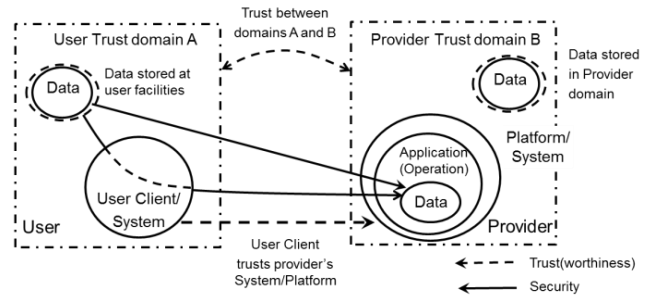 Trust between
domains A and B
User Trust domain A
Provider Trust domain B
Data
Data stored at
user facilities
Data
Data stored
in Provider
domain
Platform/
System
Application
(Operation)
Data
User Client/
System
User
Provider
User Client
trusts provider's
System/Platform
Trust(worthiness)
Security